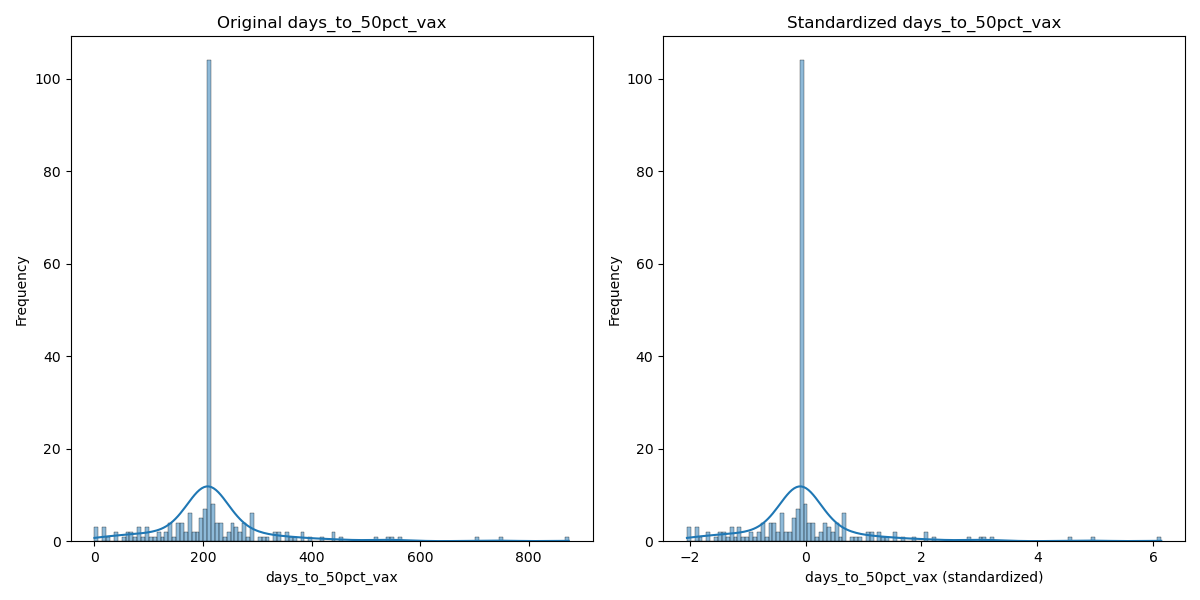 Original days_to_50pct_vax
Frequency
100
80
60
40
20
0
0 200 400 600 800
days_to_50pct_vax
Standardized days_to_50pct_vax
Frequency
100
80
60
40
20
0
−2 0 2 4 6
days_to_50pct_vax (standardized)